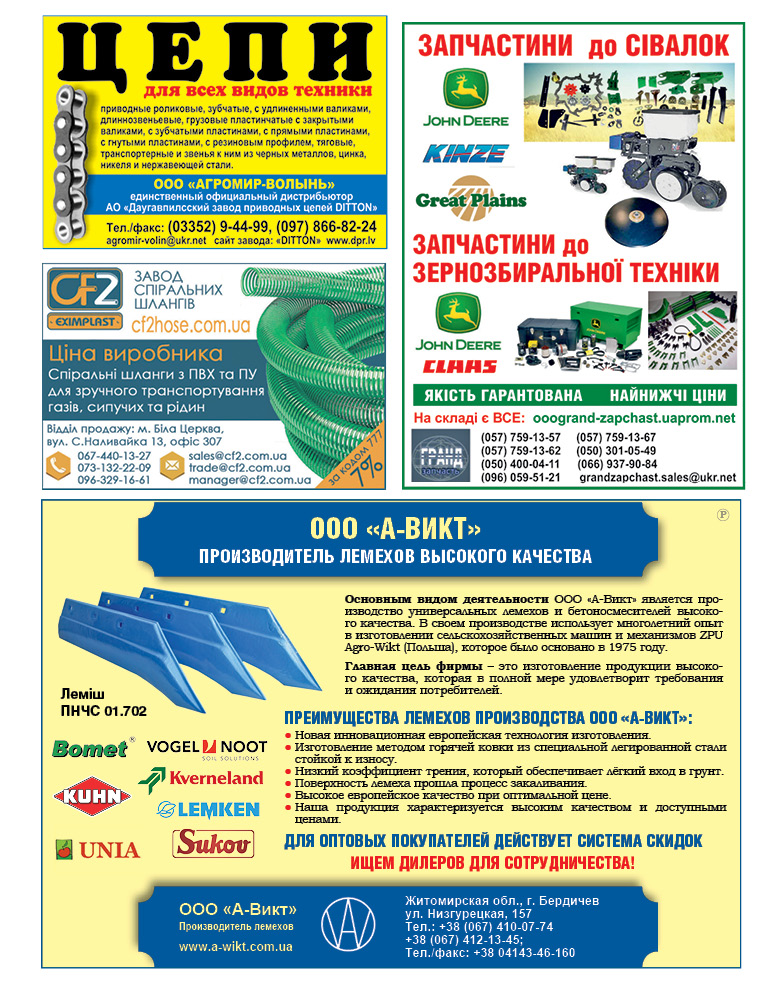 ЦЕПИ
для всех видов техники
приводные роликовые, зубчатые, с удлиненными валиками,
длиннозвеньевые, грузовые пластинчатые с закрытыми
валиками, с зубчатыми пластинами, с прямыми пластинами,
с гнутыми пластинами, с резиновым профилем, тяговые,
транспортерные и звенья к ним из черных металлов, цинка,
никеля и нержавеющей стали.
ООО «АГРОМИР-ВОЛЫНЬ»
единственный официальный дистрибьютор
АО «Даугавпилсский завод приводных цепей DITTON»
Тел./факс: (03352) 9-44-99, (097) 866-82-24
agromir-volin@ukr.net сайт завода: «DITTON» www.dpr.lv
CF2
EXIMPLAST
ЗАВОД
СПІРАЛЬНИХ
ШЛАНГІВ
cf2hose.com.ua
Ціна виробника
Спіральні шланги з ПВХ та ПУ
для зручного транспортування
газів, сипучих та рідин
Відділ продажу: м. Біла Церква,
вул. С.Наливайка 13, офіс 307
067-440-13-27
073-132-22-09
096-329-16-61
sales@cf2.com.ua
trade@cf2.com.ua
manager@cf2.com.ua
за кодом 777
7%
ЗАПЧАСТИНИ до СІВАЛОК
JOHN DEERE
KINZE
Great Plains
ЗАПЧАСТИНИ до
ЗЕРНОЗБИРАЛЬНОЇ ТЕХНІКИ
JOHN DEERE
CLAAS
ЯКІСТЬ ГАРАНТОВАНА НАЙНИЖЧІ ЦІНИ
На складі є ВСЕ: ooogrand-zapchast.uaprom.net
ГРАНД
запчасть
(057) 759-13-57 (057) 759-13-67
(057) 759-13-62 (050) 301-05-49
(050) 400-04-11 (066) 937-90-84
(096) 059-51-21 grandzapchast.sales@ukr.net
ООО «А-ВИКТ»
ПРОИЗВОДИТЕЛЬ ЛЕМЕХОВ ВЫСОКОГО КАЧЕСТВА
Р
Основным видом деятельности ООО «А-Викт» является про-
изводство универсальных лемехов и бетоносмесителей высоко-
го качества. В своем производстве использует многолетний опыт
в изготовлении сельскохозяйственных машин и механизмов ZPU
Agro-Wikt (Польша), которое было основано в 1975 году.
Главная цель фирмы – это изготовление продукции высоко-
го качества, которая в полной мере удовлетворит требования
и ожидания потребителей.
Леміш
ПНЧС 01.702
Bomet®
VOGEL NOOT
SOIL SOLUTIONS
KUHN
Kverneland
LEMKEN
UNIA
Sukov
ПРЕИМУЩЕСТВА ЛЕМЕХОВ ПРОИЗВОДСТВА ООО «А-ВИКТ»:
● Новая инновационная европейская технология изготовления.
● Изготовление методом горячей ковки из специальной легированной стали
стойкой к износу.
● Низкий коэффициент трения, который обеспечивает лёгкий вход в грунт.
● Поверхность лемеха прошла процесс закаливания.
● Высокое европейское качество при оптимальной цене.
● Наша продукция характеризуется высоким качеством и доступными
ценами.
ДЛЯ ОПТОВЫХ ПОКУПАТЕЛЕЙ ДЕЙСТВУЕТ СИСТЕМА СКИДОК
ИЩЕМ ДИЛЕРОВ ДЛЯ СОТРУДНИЧЕСТВА!
ООО «А-Викт»
Производитель лемехов
www.a-wikt.com.ua
Житомирская обл., г. Бердичев
ул. Низгурецкая, 157
Тел.: +38 (067) 410-07-74
+38 (067) 412-13-45;
Тел./факс: +38 04143-46-160